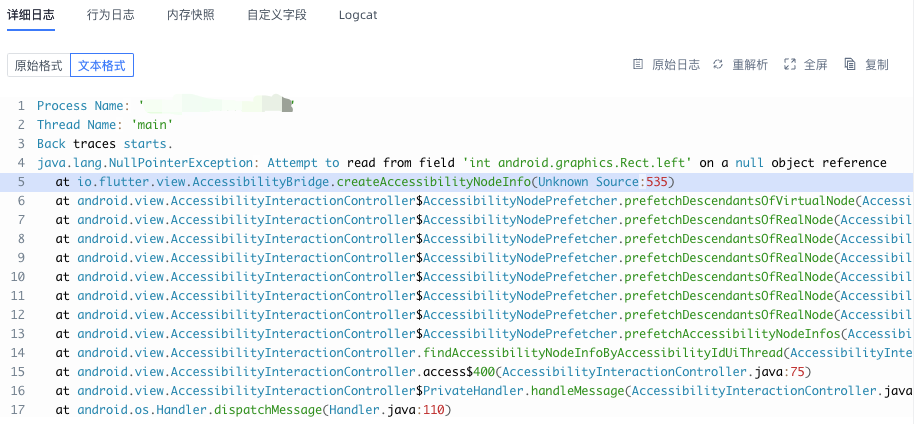 详细日志 行为日志 内存快照 自定义字段 Logcat
原始格式 文本格式 原始日志 重解析 全屏 复制
1 Process Name: ' '
2 Thread Name: 'main'
3 Back traces starts.
4 java.lang.NullPointerException: Attempt to read from field 'int android.graphics.Rect.left' on a null object reference
5 at io.flutter.view.AccessibilityBridge.createAccessibilityNodeInfo(Unknown Source:535)
6 at android.view.AccessibilityInteractionController$AccessibilityNodePrefetcher.prefetchDescendantsOfVirtualNode(Accessi
7 at android.view.AccessibilityInteractionController$AccessibilityNodePrefetcher.prefetchDescendantsOfRealNode(Accessibil
8 at android.view.AccessibilityInteractionController$AccessibilityNodePrefetcher.prefetchDescendantsOfRealNode(Accessibil
9 at android.view.AccessibilityInteractionController$AccessibilityNodePrefetcher.prefetchDescendantsOfRealNode(Accessibil
10 at android.view.AccessibilityInteractionController$AccessibilityNodePrefetcher.prefetchDescendantsOfRealNode(Accessibil
11 at android.view.AccessibilityInteractionController$AccessibilityNodePrefetcher.prefetchDescendantsOfRealNode(Accessibil
12 at android.view.AccessibilityInteractionController$AccessibilityNodePrefetcher.prefetchDescendantsOfRealNode(Accessibil
13 at android.view.AccessibilityInteractionController$AccessibilityNodePrefetcher.prefetchAccessibilityNodeInfos(Accessibi
14 at android.view.AccessibilityInteractionController.findAccessibilityNodeInfoByAccessibilityIdUiThread(AccessibilityInte
15 at android.view.AccessibilityInteractionController.access$400(AccessibilityInteractionController.java:75)
16 at android.view.AccessibilityInteractionController$PrivateHandler.handleMessage(AccessibilityInteractionController.java
17 at android.os.Handler.dispatchMessage(Handler.java:110)